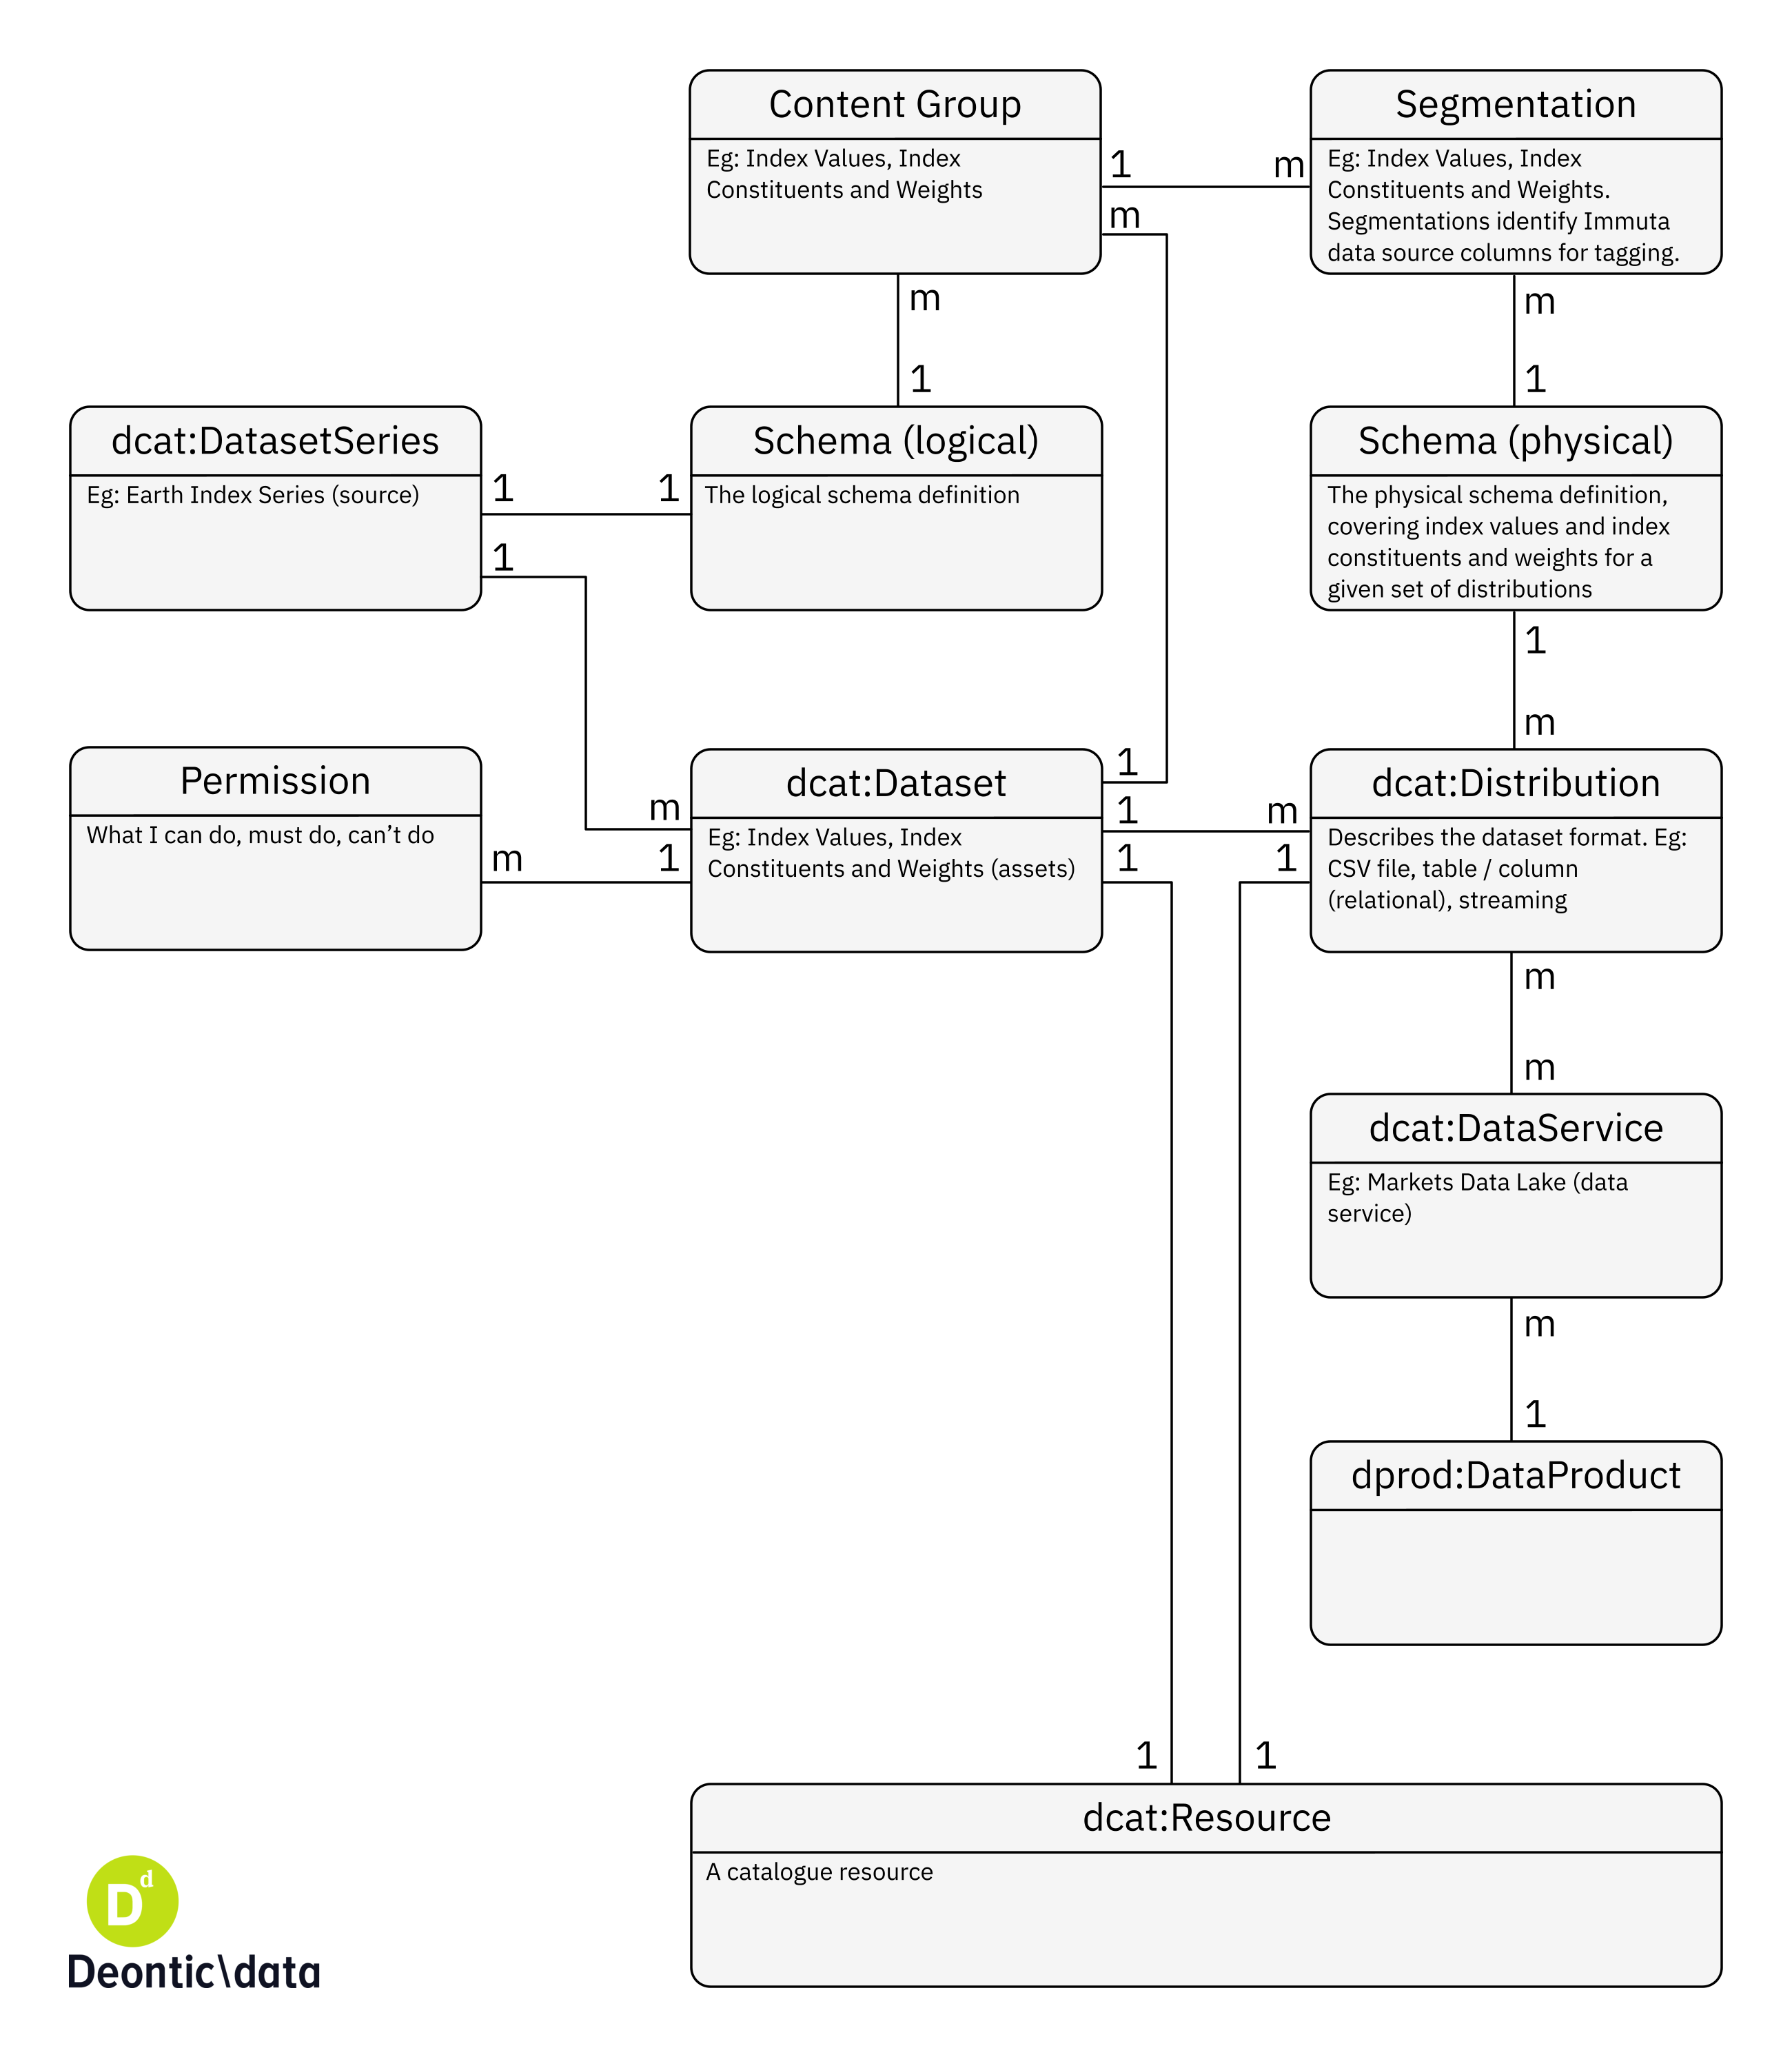 Content Group
Eg: Index Values, Index
Constituents and Weights
Segmentation
Eg: Index Values, Index
Constituents and Weights.
Segmentations identify Immuta
data source columns for tagging.
1
m
m
m
1
m
1
dcat:DatasetSeries
Eg: Earth Index Series (source)
1
1
1
Schema (logical)
The logical schema definition
Schema (physical)
The physical schema definition,
covering index values and index
constituents and weights for a
given set of distributions
1
m
Permission
What I can do, must do, can’t do
m
m
1
dcat:Dataset
Eg: Index Values, Index
Constituents and Weights (assets)
1
1
1
m
1
dcat:Distribution
Describes the dataset format. Eg:
CSV file, table / column
(relational), streaming
m
m
dcat:DataService
Eg: Markets Data Lake (data
service)
m
1
dprod:DataProduct
1
1
dcat:Resource
A catalogue resource
Dd
Deontic\data